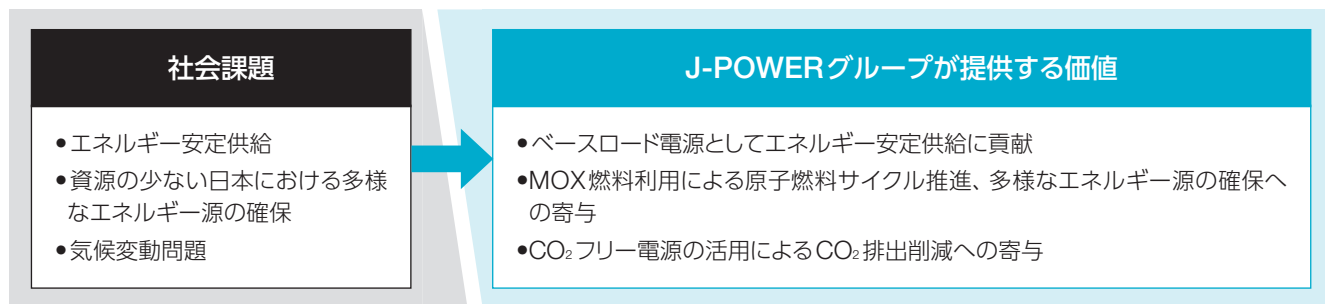 社会課題
●エネルギー安定供給
●資源の少ない日本における多様
なエネルギー源の確保
●気候変動問題
J-POWERグループが提供する価値
●ベースロード電源としてエネルギー安定供給に貢献
●MOX燃料利用による原子燃料サイクル推進、多様なエネルギー源の確保へ
の寄与
●CO₂フリー電源の活用によるCO₂排出削減への寄与